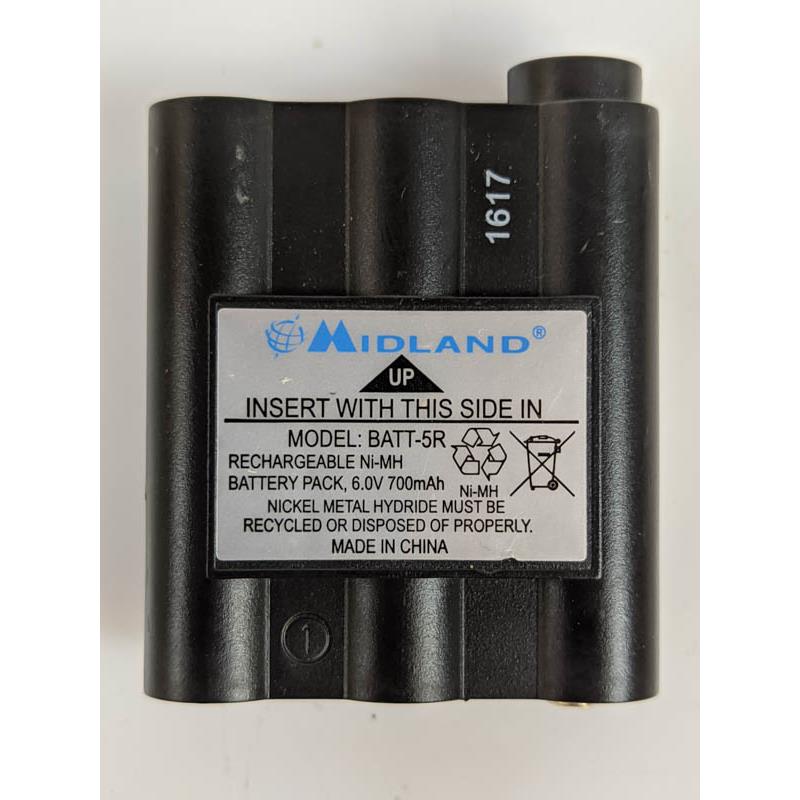 1617
MIDLAND®
UP
INSERT WITH THIS SIDE IN
MODEL: BATT-5R
RECHARGEABLE Ni-MH
BATTERY PACK, 6.0V 700mAh
Ni-MH
NICKEL METAL HYDRIDE MUST BE
RECYCLED OR DISPOSED OF PROPERLY.
MADE IN CHINA
1